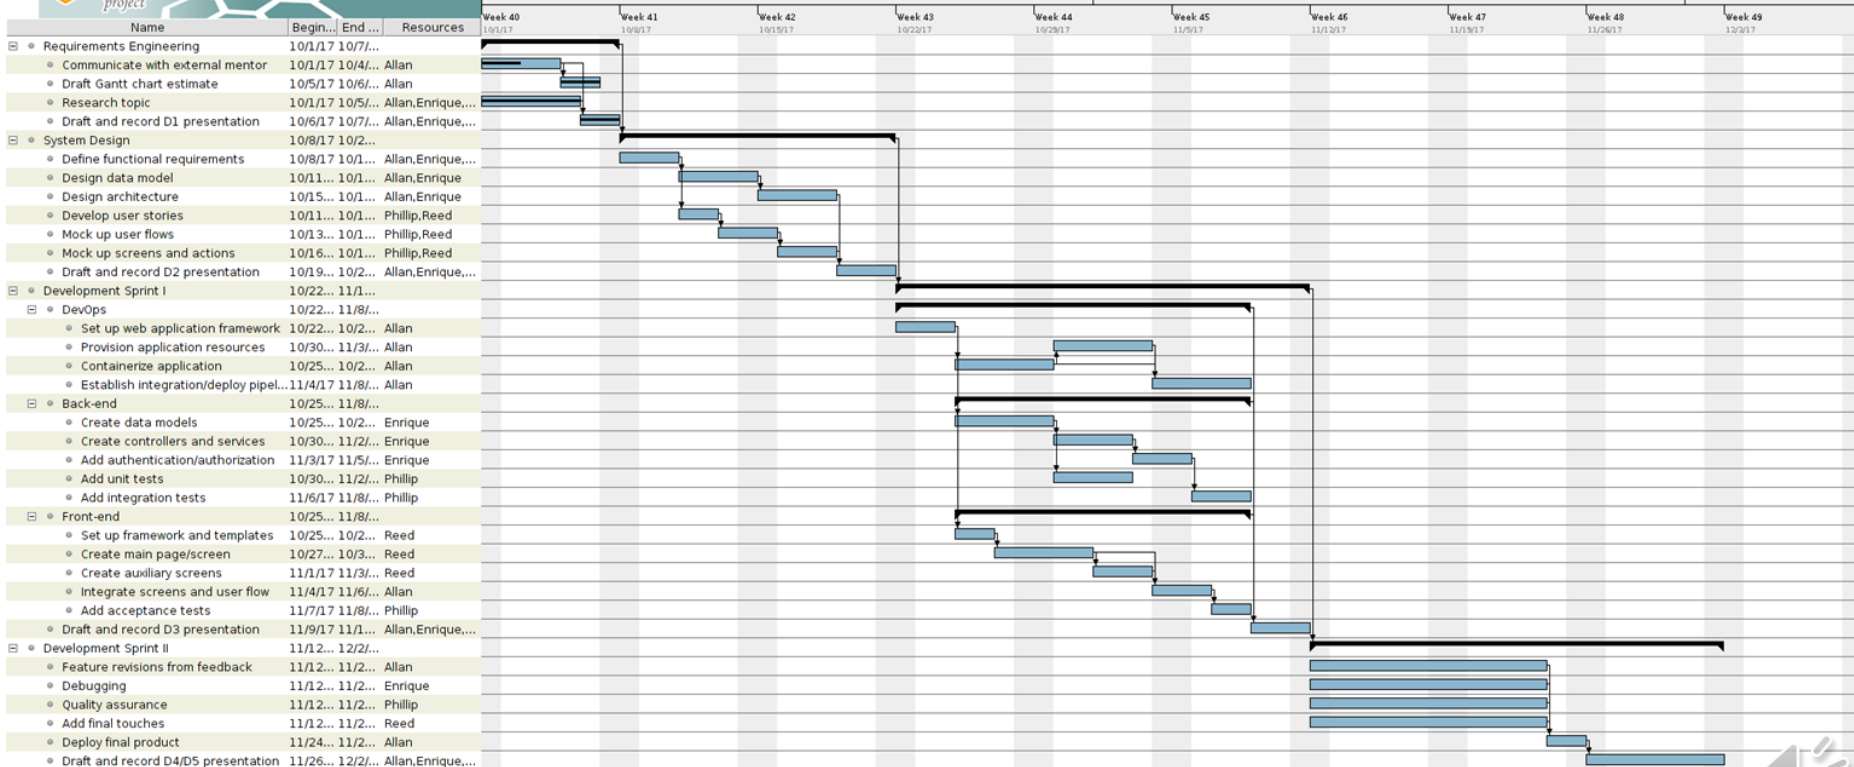 project
Week 40 Week 41 Week 42 Week 43 Week 44 Week 45 Week 46 Week 47 Week 48 Week 49
Name Begin... End ... Resources 10/1/17 10/8/17 10/15/17 10/22/17 10/29/17 11/5/17 11/12/17 11/19/17 11/26/17 12/3/17
Requirements Engineering 10/1/17 10/7/...
Communicate with external mentor 10/1/17 10/4/... Allan
Draft Gantt chart estimate 10/5/17 10/6/... Allan
Research topic 10/1/17 10/5/... Allan,Enrique,...
Draft and record D1 presentation 10/6/17 10/7/... Allan,Enrique,...
System Design 10/8/17 10/2...
Define functional requirements 10/8/17 10/1... Allan,Enrique,...
Design data model 10/11... 10/1... Allan,Enrique
Design architecture 10/15... 10/1... Allan,Enrique
Develop user stories 10/11... 10/1... Phillip,Reed
Mock up user flows 10/13... 10/1... Phillip,Reed
Mock up screens and actions 10/16... 10/1... Phillip,Reed
Draft and record D2 presentation 10/19... 10/2... Allan,Enrique,...
Development Sprint I 10/22... 11/1...
DevOps 10/22... 11/8/...
Set up web application framework 10/22... 10/2... Allan
Provision application resources 10/30... 11/3/... Allan
Containerize application 10/25... 10/2... Allan
Establish integration/deploy pipel... 11/4/17 11/8/... Allan
Back-end 10/25... 11/8/...
Create data models 10/25... 10/2... Enrique
Create controllers and services 10/30... 11/2/... Enrique
Add authentication/authorization 11/3/17 11/5/... Enrique
Add unit tests 10/30... 11/2/... Phillip
Add integration tests 11/6/17 11/8/... Phillip
Front-end 10/25... 11/8/...
Set up framework and templates 10/25... 10/2... Reed
Create main page/screen 10/27... 10/3... Reed
Create auxiliary screens 11/1/17 11/3/... Reed
Integrate screens and user flow 11/4/17 11/6/... Allan
Add acceptance tests 11/7/17 11/8/... Phillip
Draft and record D3 presentation 11/9/17 11/1... Allan,Enrique,...
Development Sprint II 11/12... 12/2/...
Feature revisions from feedback 11/12... 11/2... Allan
Debugging 11/12... 11/2... Enrique
Quality assurance 11/12... 11/2... Phillip
Add final touches 11/12... 11/2... Reed
Deploy final product 11/24... 11/2... Allan
Draft and record D4/D5 presentation 11/26... 12/2/... Allan,Enrique,...